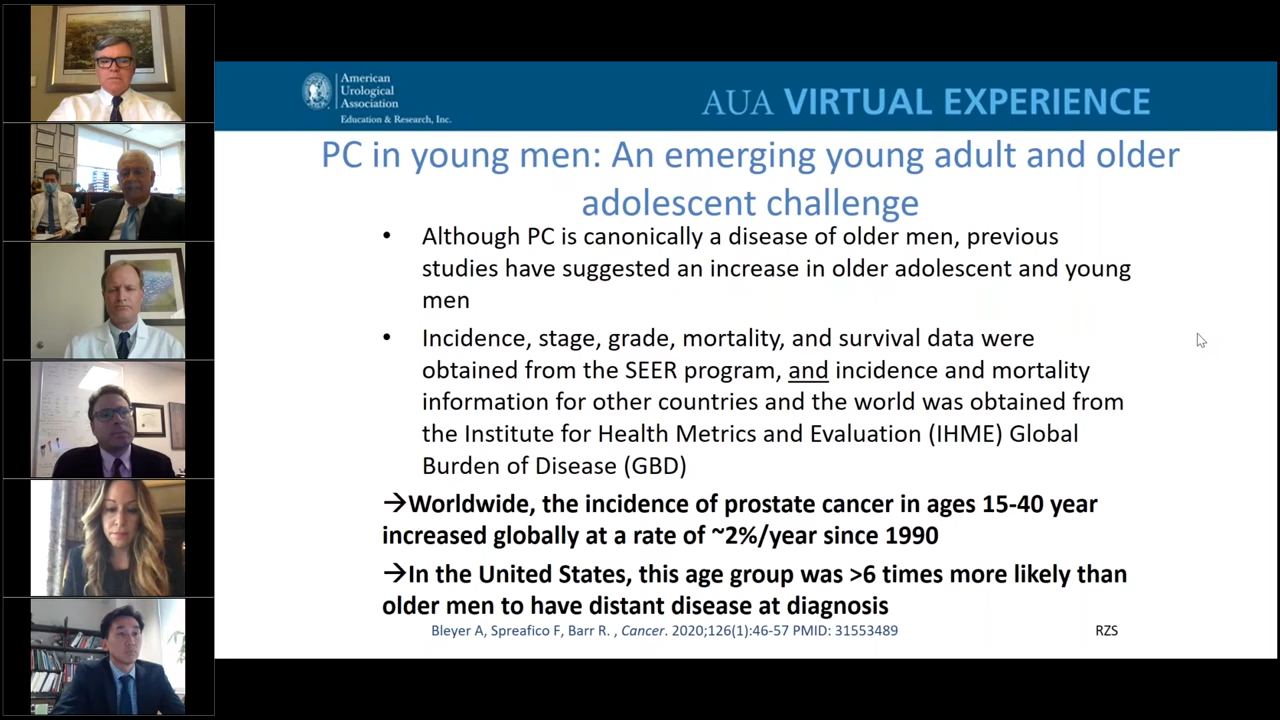 American
Urological
Association
Education & Research, Inc.
AUA VIRTUAL EXPERIENCE
PC in young men: An emerging young adult and older
adolescent challenge
• Although PC is canonically a disease of older men, previous
studies have suggested an increase in older adolescent and young
men
• Incidence, stage, grade, mortality, and survival data were
obtained from the SEER program, and incidence and mortality
information for other countries and the world was obtained from
the Institute for Health Metrics and Evaluation (IHME) Global
Burden of Disease (GBD)
→Worldwide, the incidence of prostate cancer in ages 15-40 year
increased globally at a rate of ~2%/year since 1990
→In the United States, this age group was >6 times more likely than
older men to have distant disease at diagnosis
Bleyer A, Spreafico F, Barr R. , Cancer. 2020;126(1):46-57 PMID: 31553489
RZS